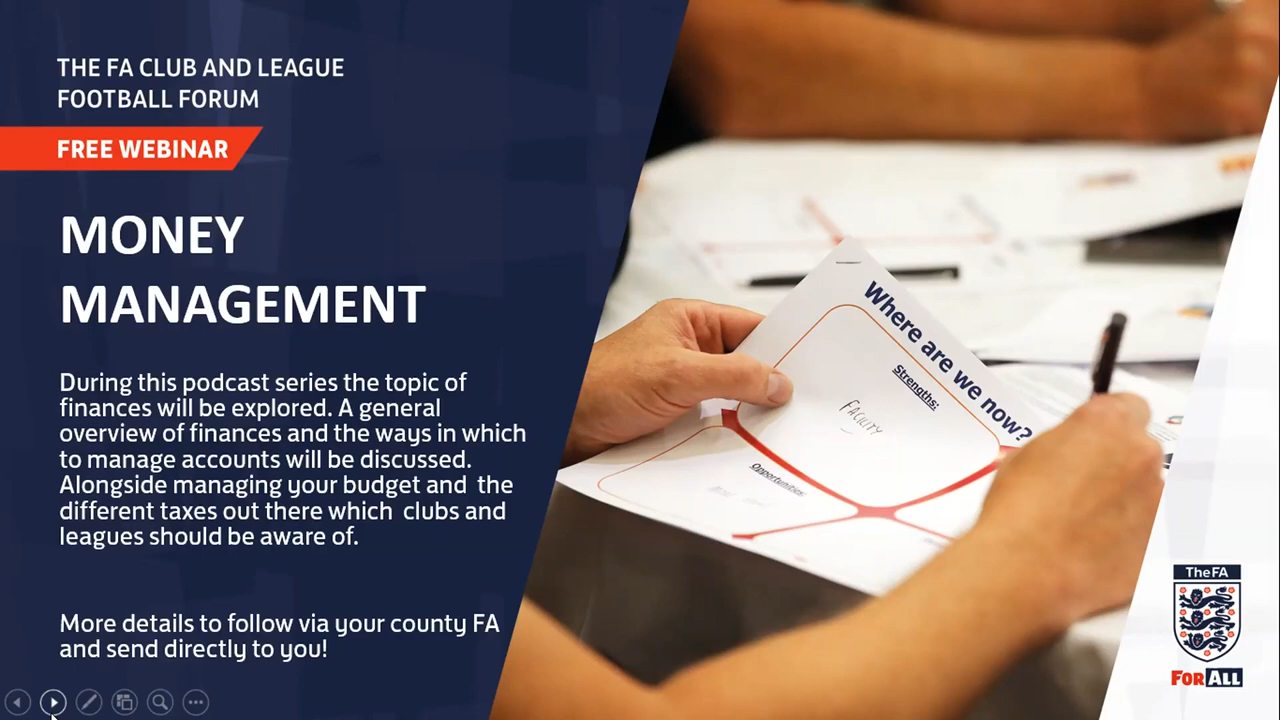 THE FA CLUB AND LEAGUE
FOOTBALL FORUM
FREE WEBINAR
MONEY
MANAGEMENT
During this podcast series the topic of
finances will be explored. A general
overview of finances and the ways in which
to manage accounts will be discussed.
Alongside managing your budget and the
different taxes out there which clubs and
leagues should be aware of.
More details to follow via your county FA
and send directly to you!
Where are we now?
Strengths:
FACILITY
Opportunities:
The FA
FOR ALL